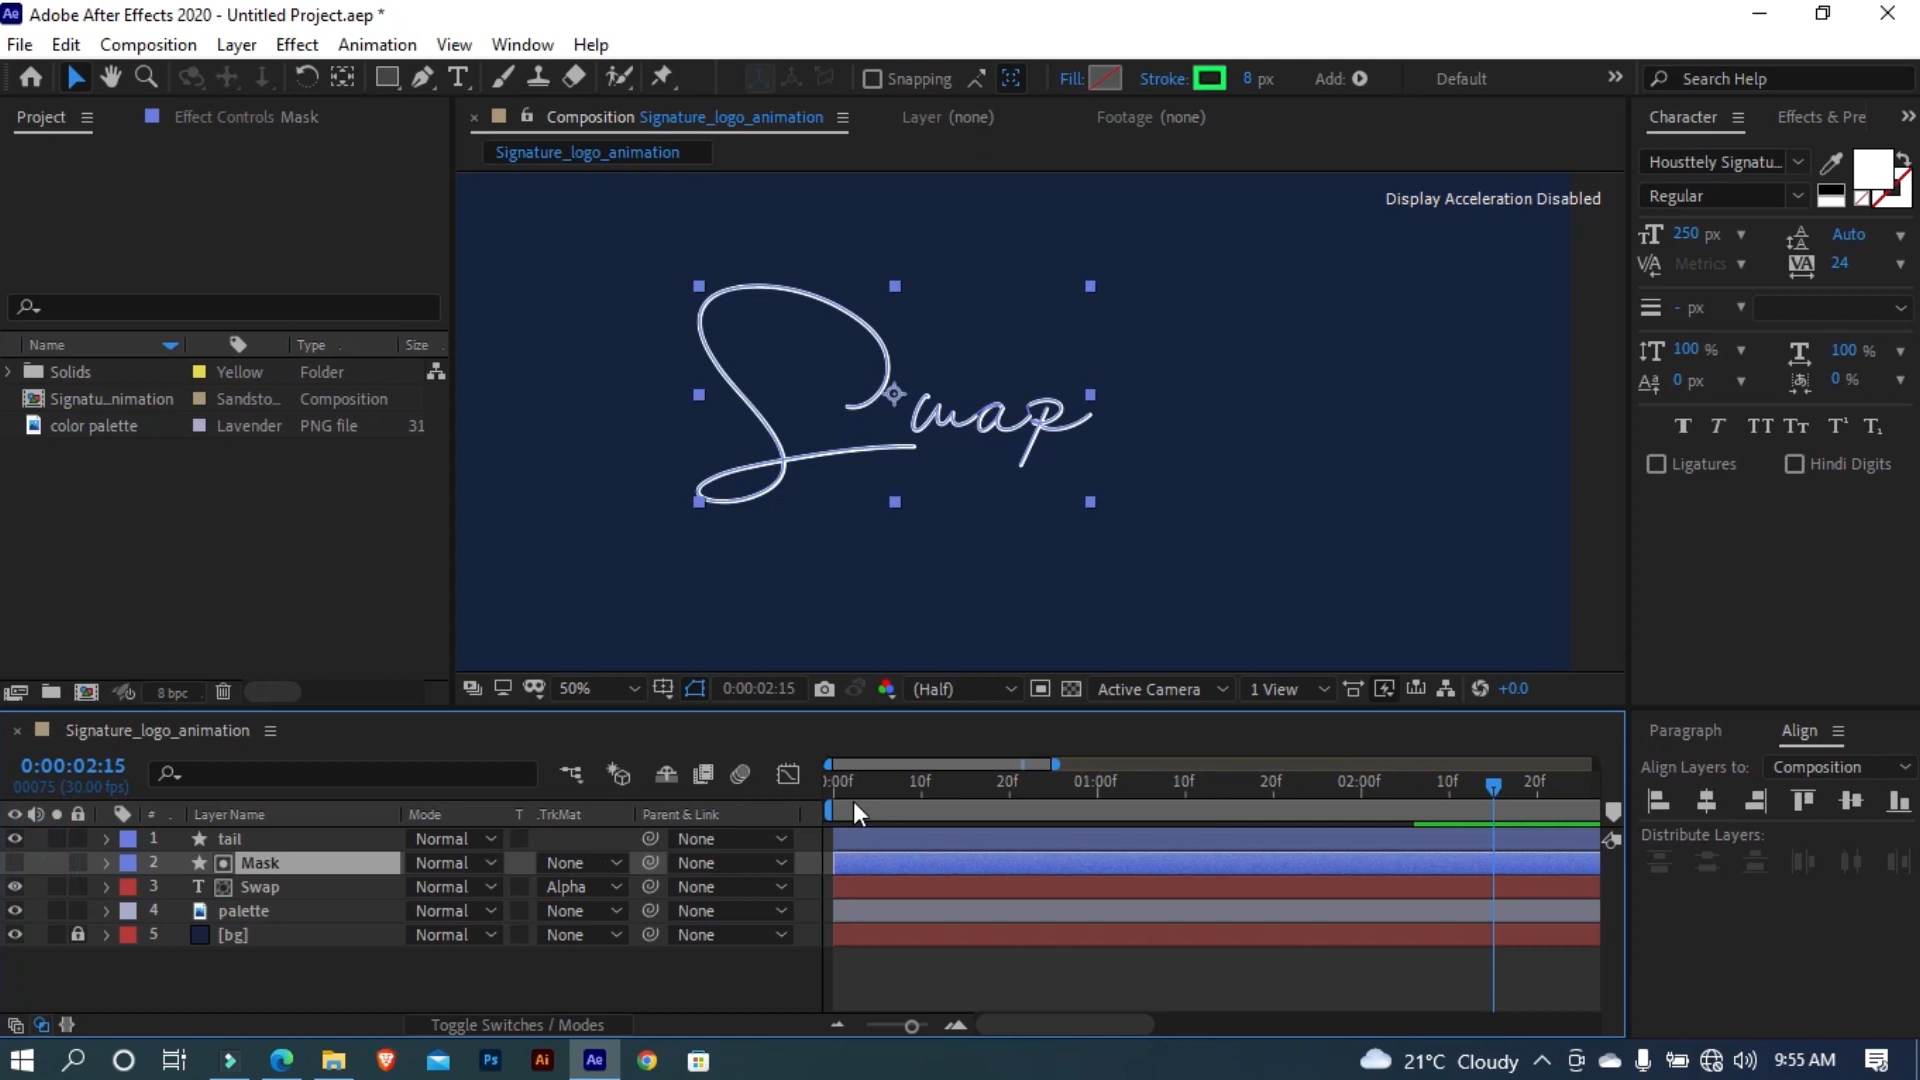 Ae Adobe After Effects 2020 - Untitled Project.aep *
File Edit Composition Layer Effect Animation View Window Help
Snapping Fill: Stroke: 8 px Add: Default Search Help
Project Effect Controls Mask
Composition Signature_logo_animation Layer (none) Footage (none)
Signature_logo_animation
Display Acceleration Disabled
Swap
Character Effects & Pre
Housttely Signatu...
Regular
250 px Auto
Metrics 24
- px
100 % 100 %
0 px 0 %
Ligatures Hindi Digits
Name Type Size
Solids Yellow Folder
Signatu...nimation Sandsto... Composition
color palette Lavender PNG file 31
8 bpc
50% 0:00:02:15 (Half) Active Camera 1 View +0.0
Signature_logo_animation
0:00:02:15
00075 (30.00 fps)
:00f 10f 20f 01:00f 10f 20f 02:00f 10f 20f
# Layer Name Mode T .TrkMat Parent & Link
1 tail Normal None
2 Mask Normal None None
3 Swap Normal Alpha None
4 palette Normal None None
5 [bg] Normal None None
Toggle Switches / Modes
Paragraph Align
Align Layers to: Composition
Distribute Layers:
Ps Ai Ae
21°C Cloudy 9:55 AM